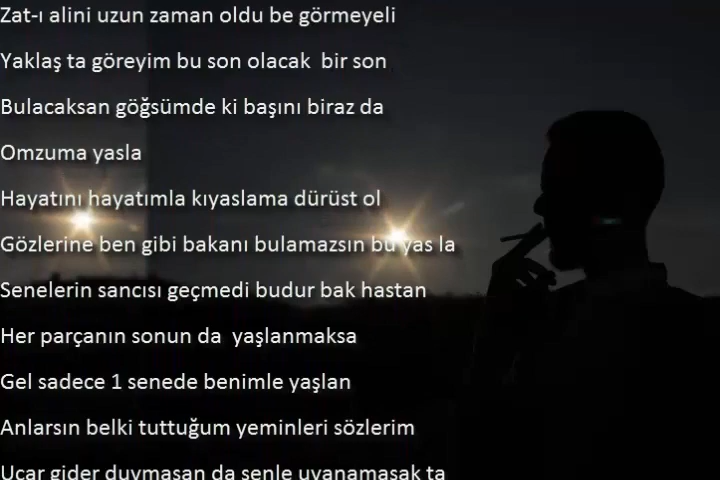 Zat-ı alini uzun zaman oldu be görmeyeli
Yaklaş ta göreyim bu son olacak  bir son
Bulacaksan göğsümde ki başını biraz da
Omzuma yasla
Hayatını hayatımla kıyaslama dürüst ol
Gözlerine ben gibi bakanı bulamazsın bu yas la
Senelerin sancısı geçmedi budur bak hastan
Her parçanın sonun da  yaşlanmaksa
Gel sadece 1 senede benimle yaşlan
Anlarsın belki tuttuğum yeminleri sözlerim
Uçar gider duymasan da senle uyanamasak ta